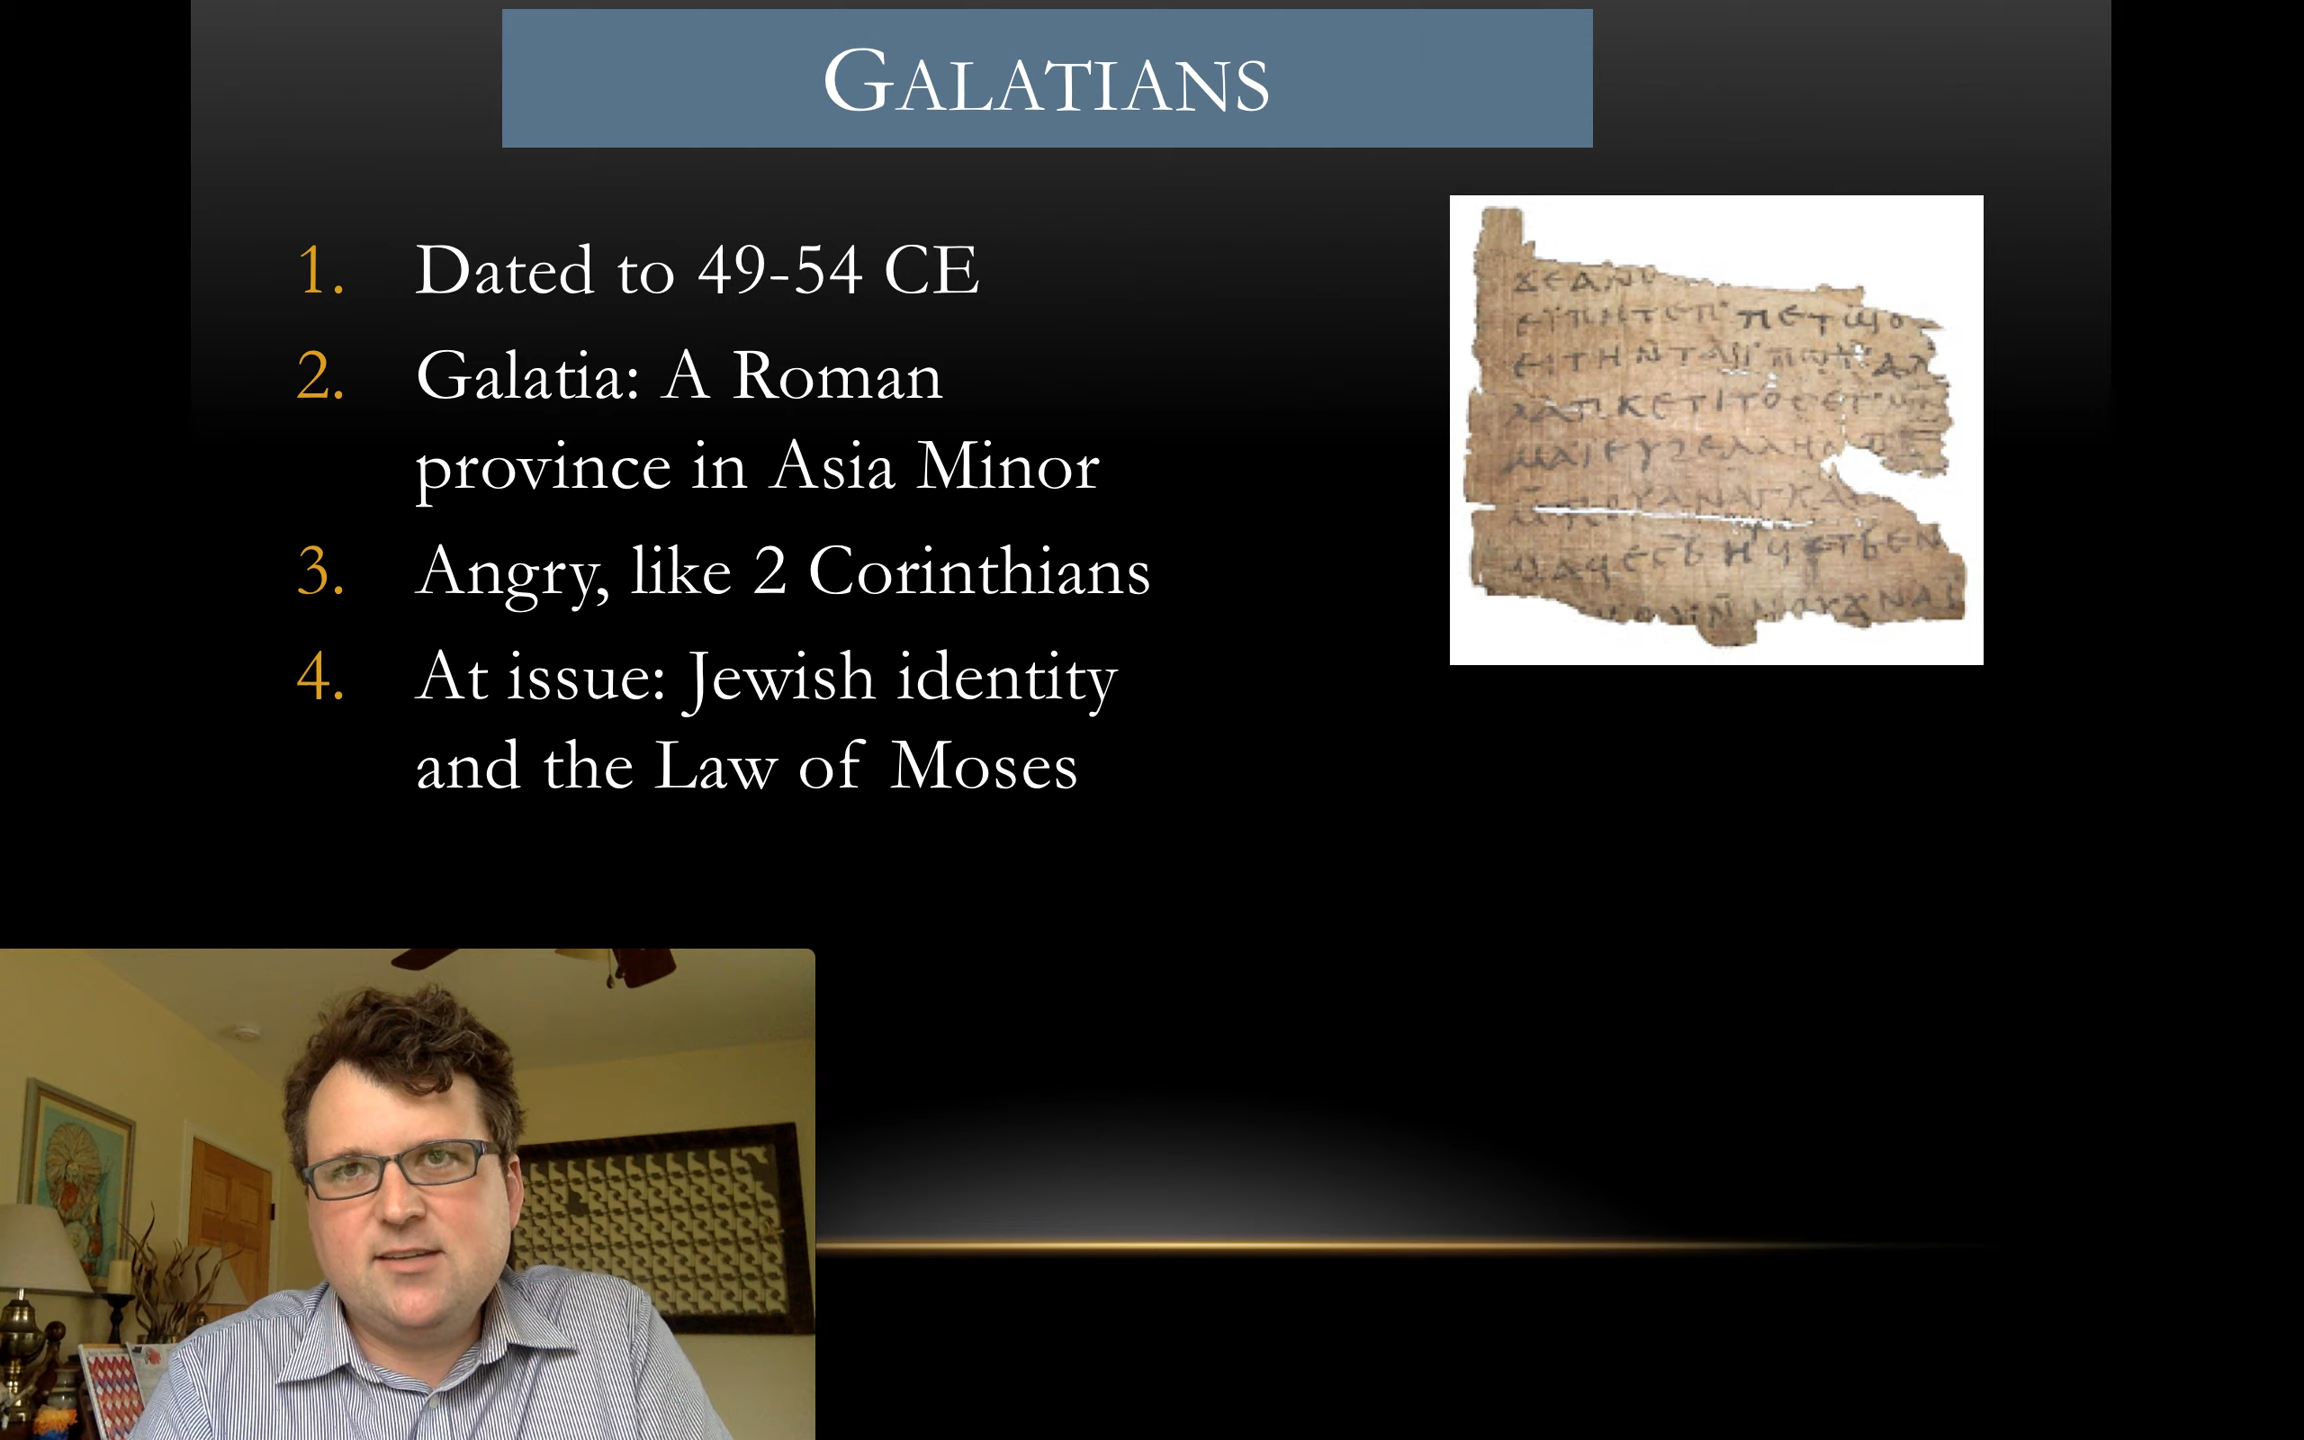 GALATIANS
1. Dated to 49-54 CE
2. Galatia: A Roman
province in Asia Minor
3. Angry, like 2 Corinthians
4. At issue: Jewish identity
and the Law of Moses